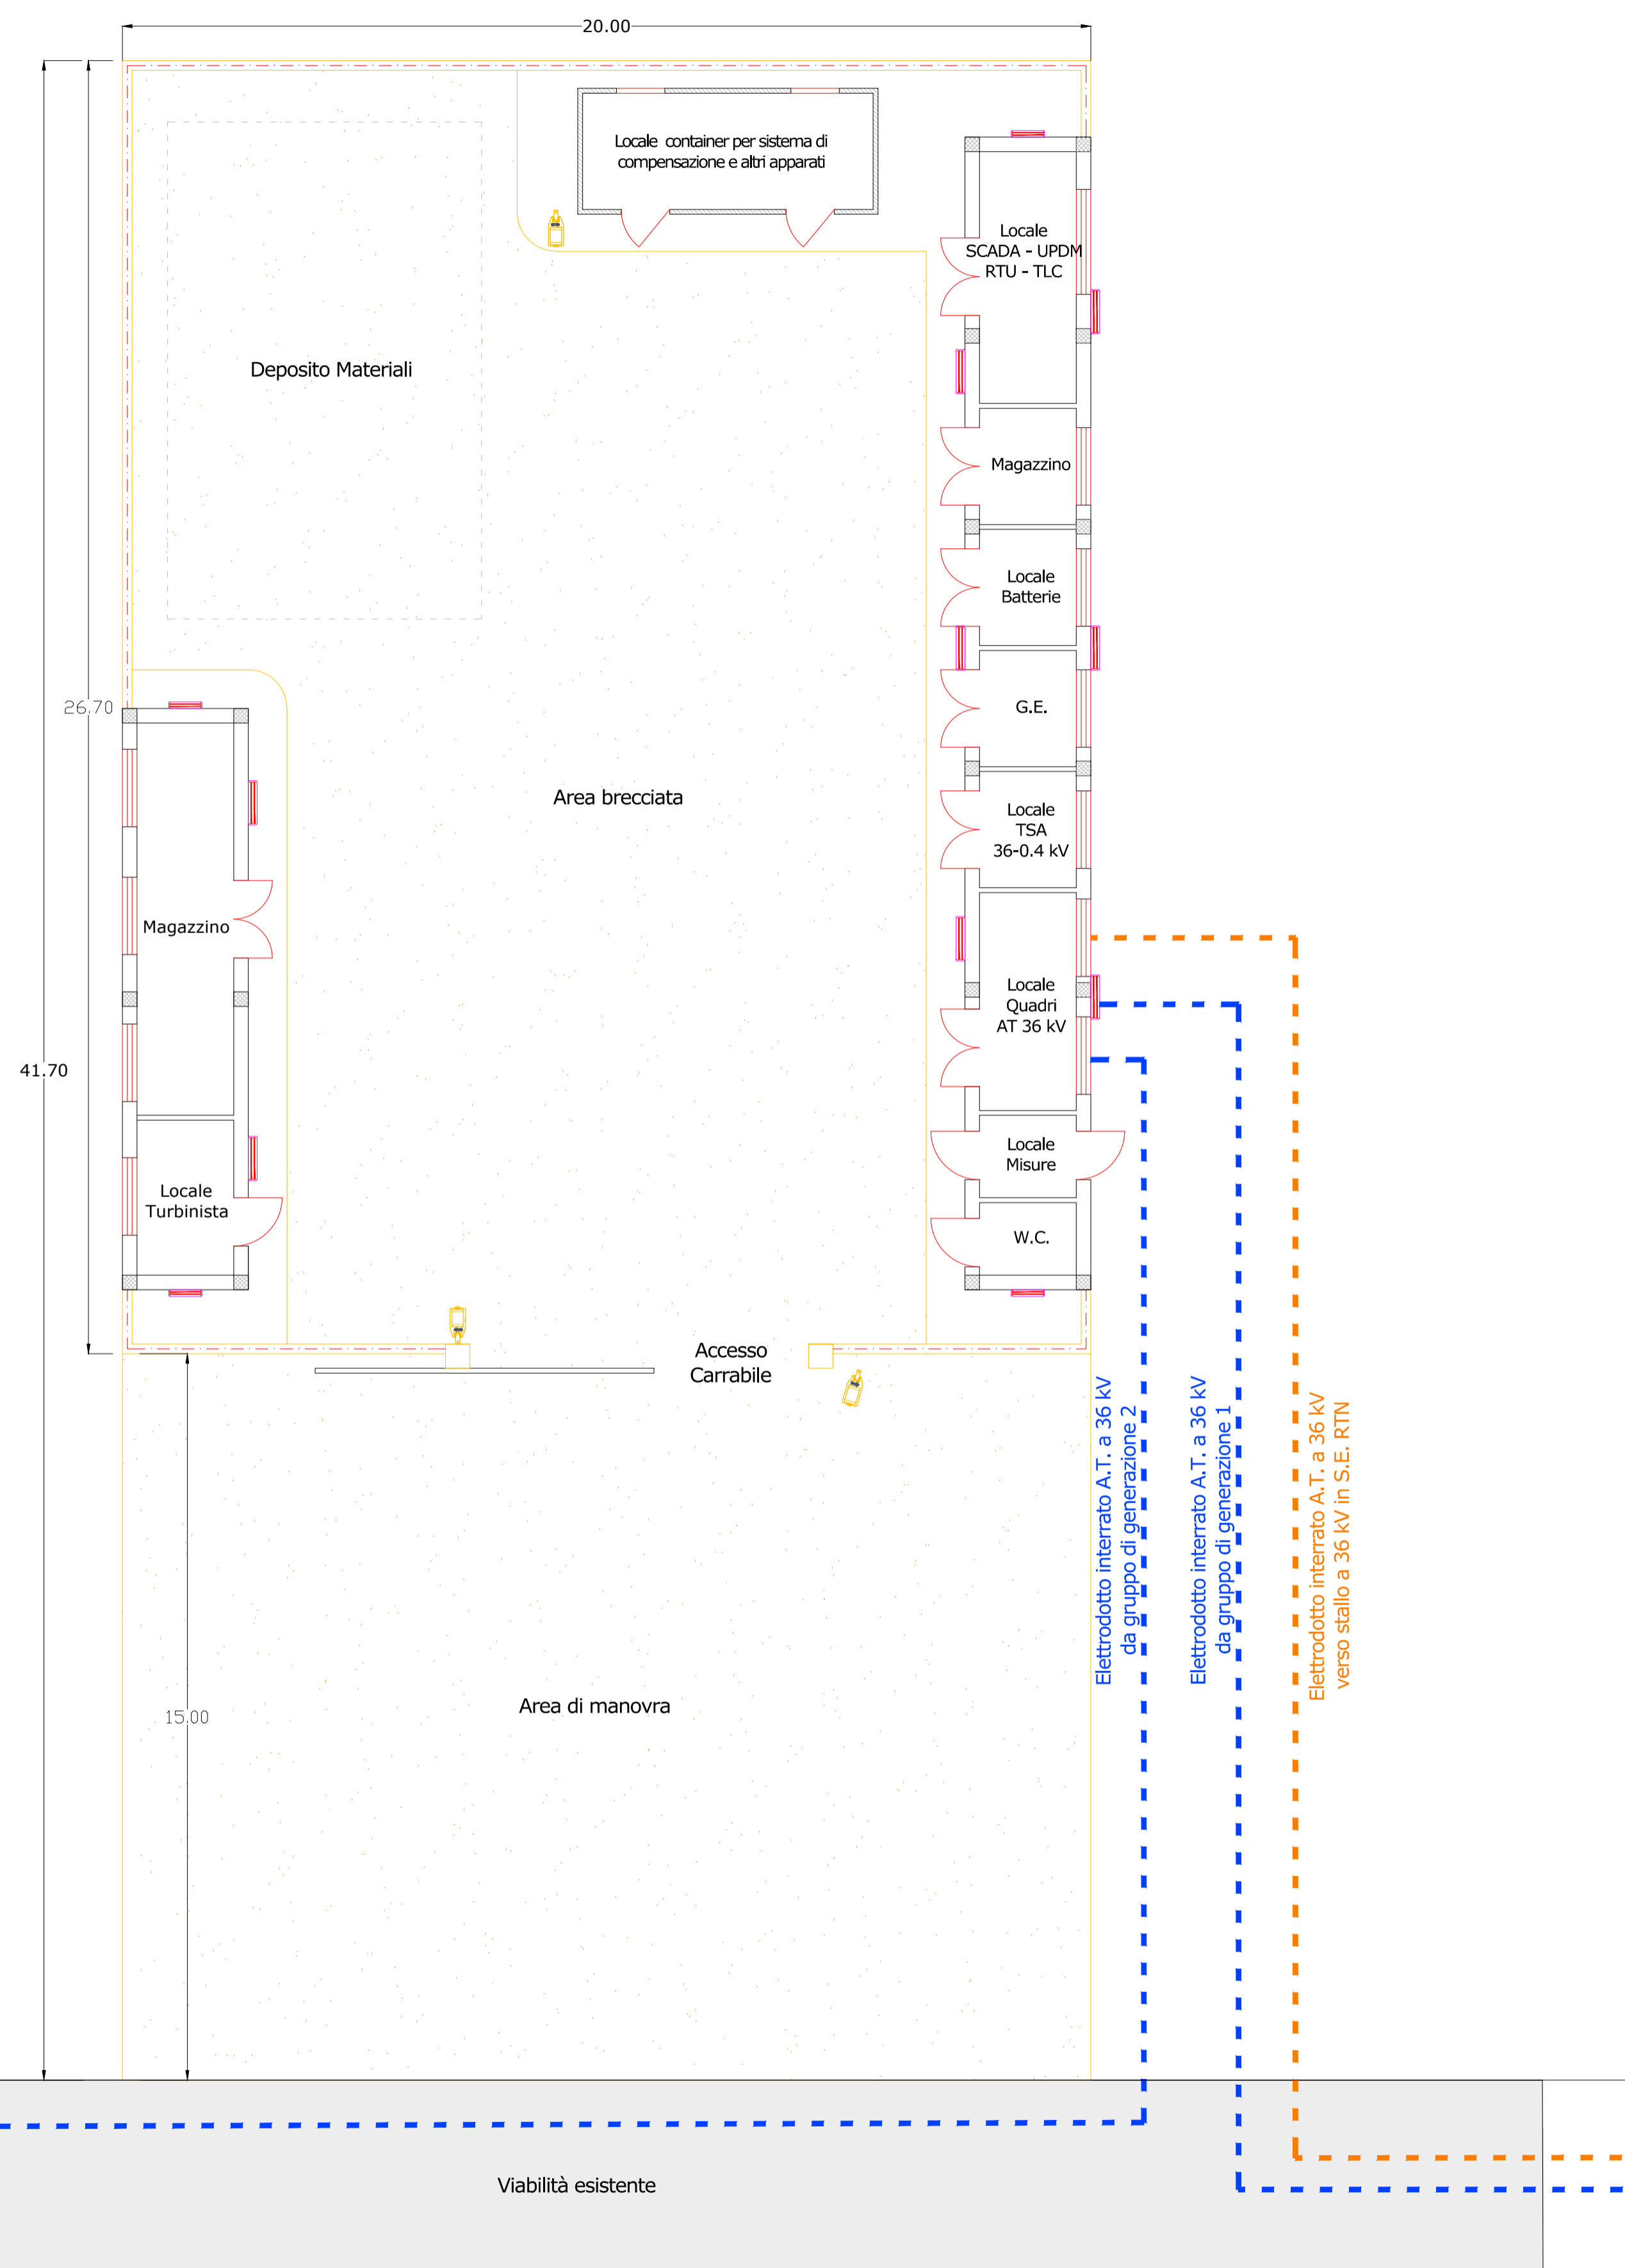 20.00
Locale container per sistema di
compensazione e altri apparati
Locale
SCADA - UPDM
RTU - TLC
Deposito Materiali
Magazzino
Locale
Batterie
26.70
G.E.
Area brecciata
Locale
TSA
36-0.4 kV
Magazzino
Locale
Quadri
AT 36 kV
41.70
Locale
Misure
Locale
Turbinista
W.C.
Accesso
Carrabile
Elettrodotto interrato A.T. a 36 kV
da gruppo di generazione 2
Elettrodotto interrato A.T. a 36 kV
da gruppo di generazione 1
Elettrodotto interrato A.T. a 36 kV
verso stallo a 36 kV in S.E. RTN
Area di manovra
15.00
Viabilità esistente